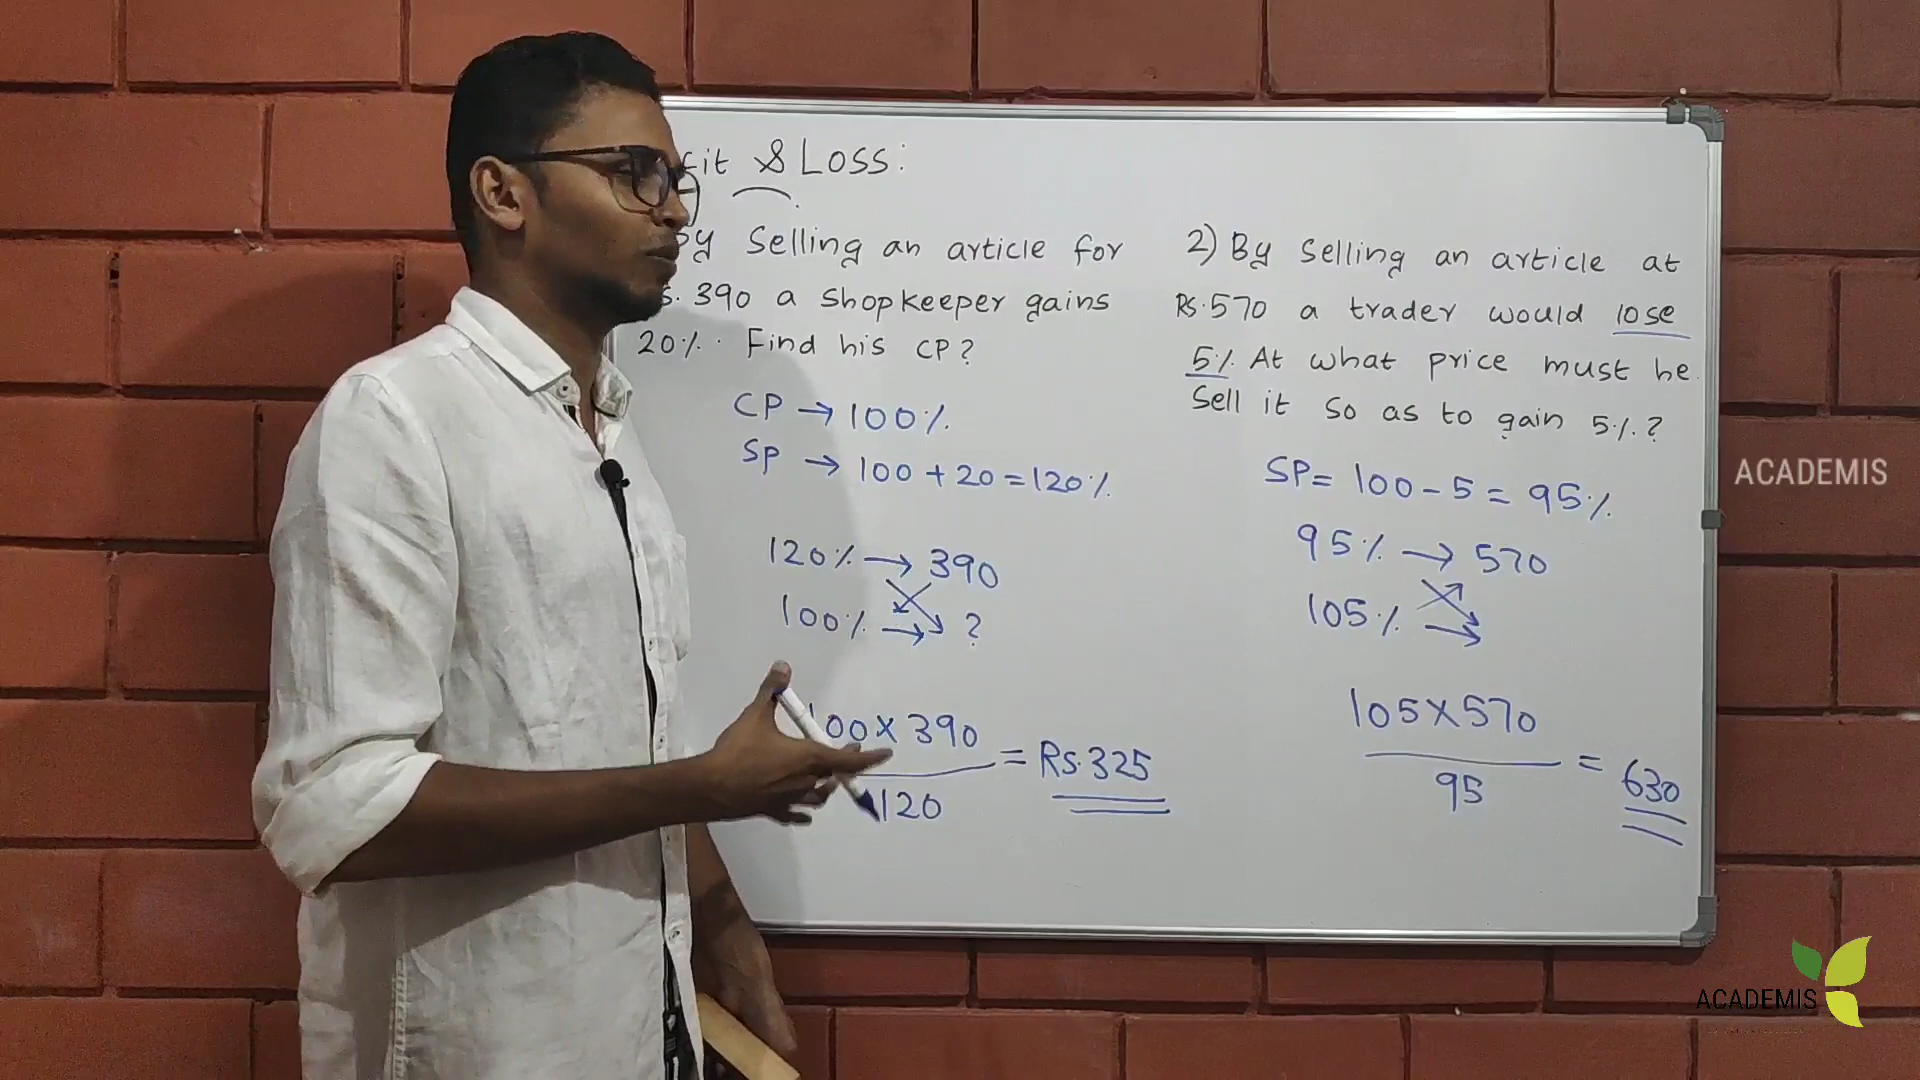 fit & Loss:
By Selling an article for
Rs. 390 a Shopkeeper gains
20%. Find his CP?
CP → 100%
SP → 100 + 20 = 120%
120% → 390
100% → ?
100 x 390
120
= Rs. 325
2) By Selling an article at
Rs. 570 a trader would lose
5%. At what price must he
Sell it so as to gain 5%?
SP = 100 - 5 = 95%
95% → 570
105% →
105 X 570
95
= 630
ACADEMIS
ACADEMIS